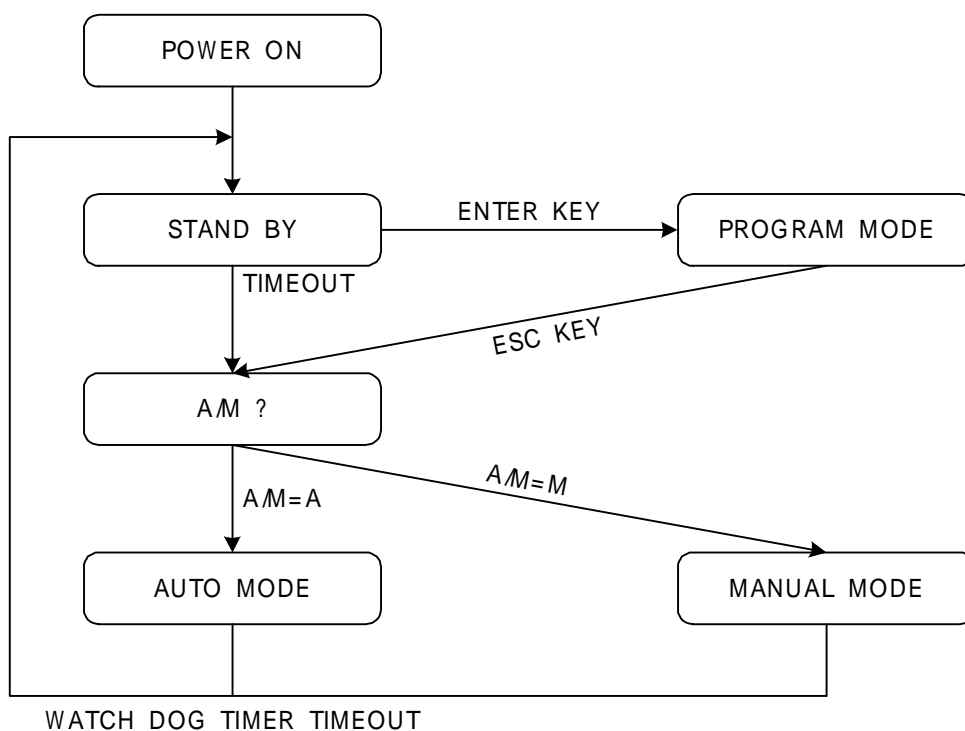 POWER ON
STAND BY
ENTER KEY
PROGRAM MODE
TIMEOUT
ESC KEY
A/M ?
A/M=A
A/M=M
AUTO MODE
MANUAL MODE
WATCH DOG TIMER TIMEOUT